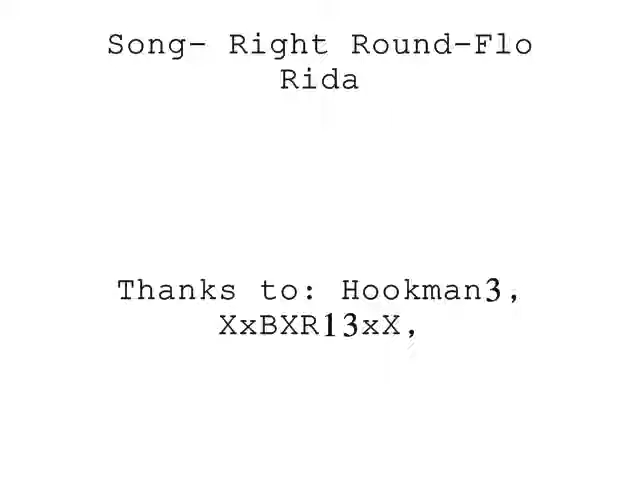 Song- Right Round-Flo
Rida
Thanks to: Hookman3,
XxBXR13xX,